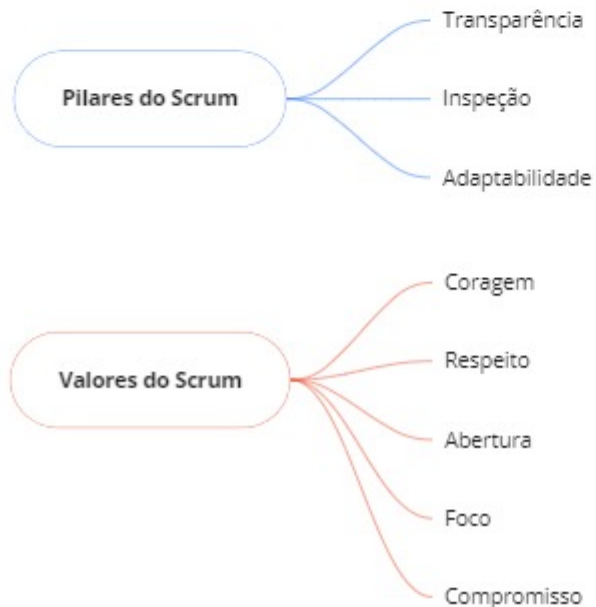 Pilares do Scrum
Transparência
Inspeção
Adaptabilidade
Valores do Scrum
Coragem
Respeito
Abertura
Foco
Compromisso